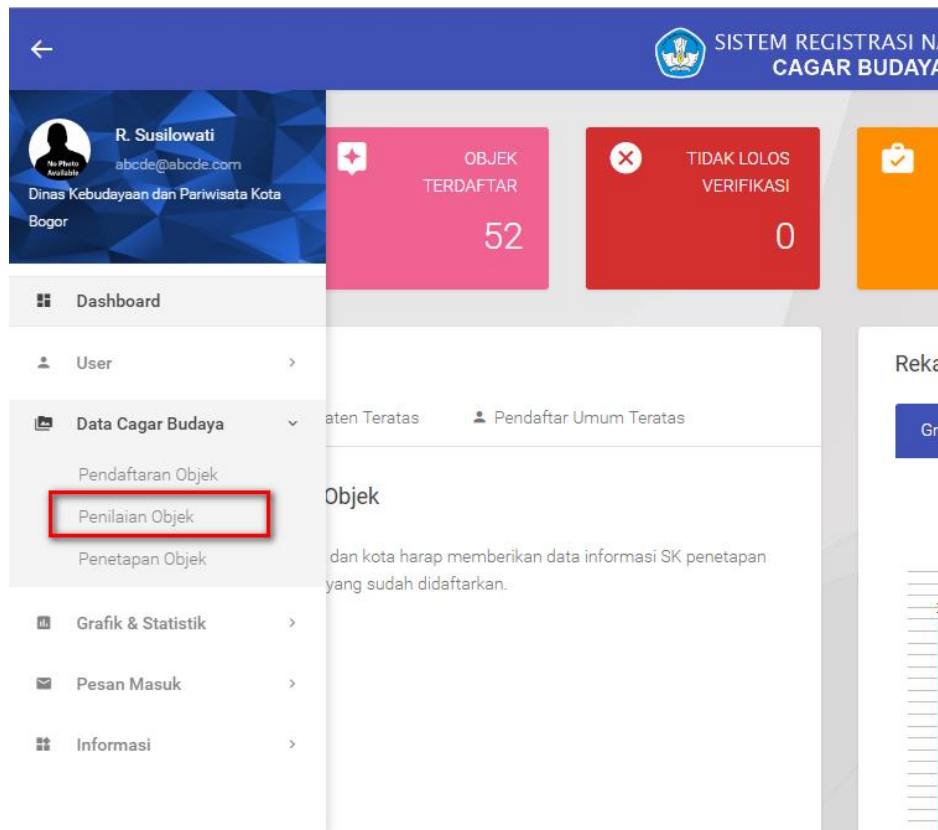 SISTEM REGISTRASI
CAGAR BUDAYA
No Photo
Available
R. Susilowati
abcde@abcde.com
Dinas Kebudayaan dan Pariwisata Kota
Bogor
Dashboard
User
Data Cagar Budaya
Pendaftaran Objek
Penilaian Objek
Penetapan Objek
Grafik & Statistik
Pesan Masuk
Informasi
OBJEK
TERDAFTAR
52
TIDAK LOLOS
VERIFIKASI
0
aten Teratas
Pendaftar Umum Teratas
Objek
dan kota harap memberikan data informasi SK penetapan
yang sudah didaftarkan.
Reka
Gr